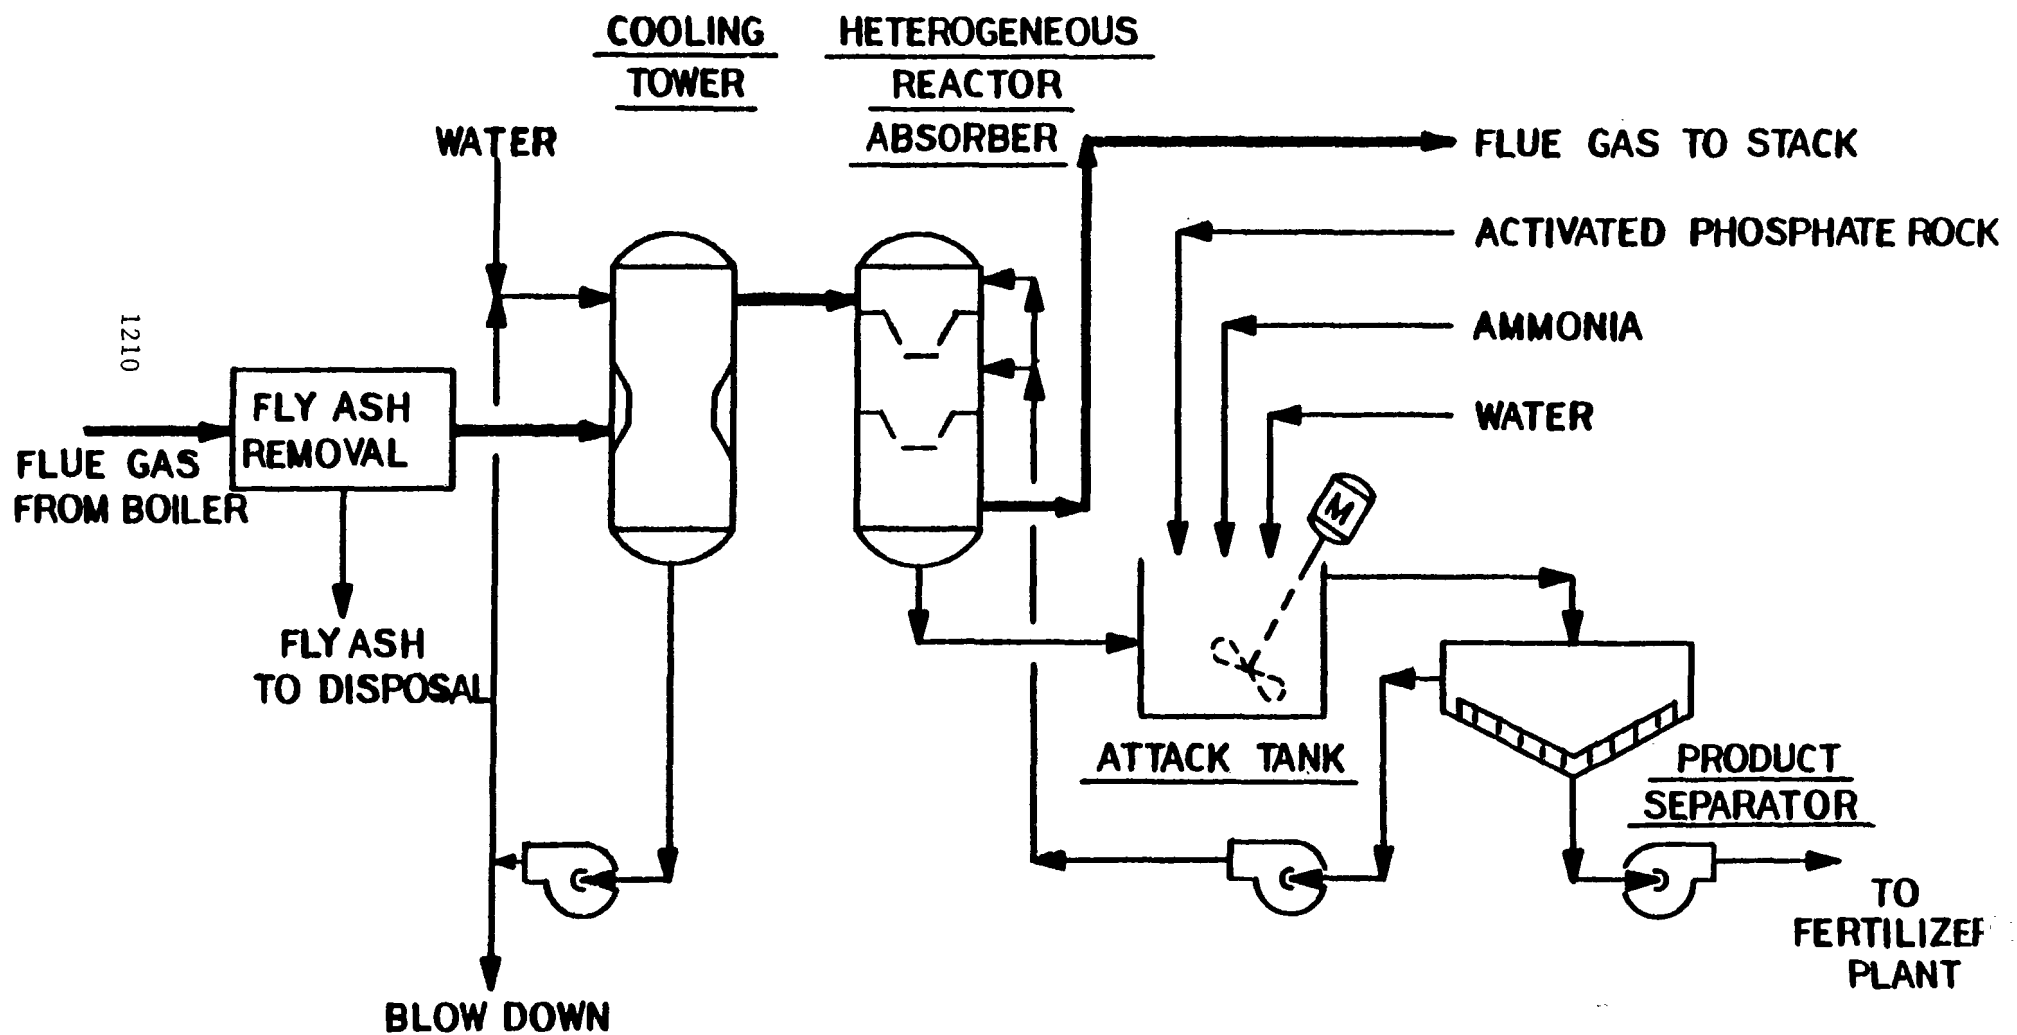 COOLING
TOWER
HETEROGENEOUS
REACTOR
ABSORBER
WATER
FLUE GAS TO STACK
ACTIVATED PHOSPHATE ROCK
AMMONIA
WATER
1210
FLY ASH
REMOVAL
FLUE GAS
FROM BOILER
M
FLY ASH
TO DISPOSAL
ATTACK TANK
PRODUCT
SEPARATOR
TO
FERTILIZER
PLANT
BLOW DOWN